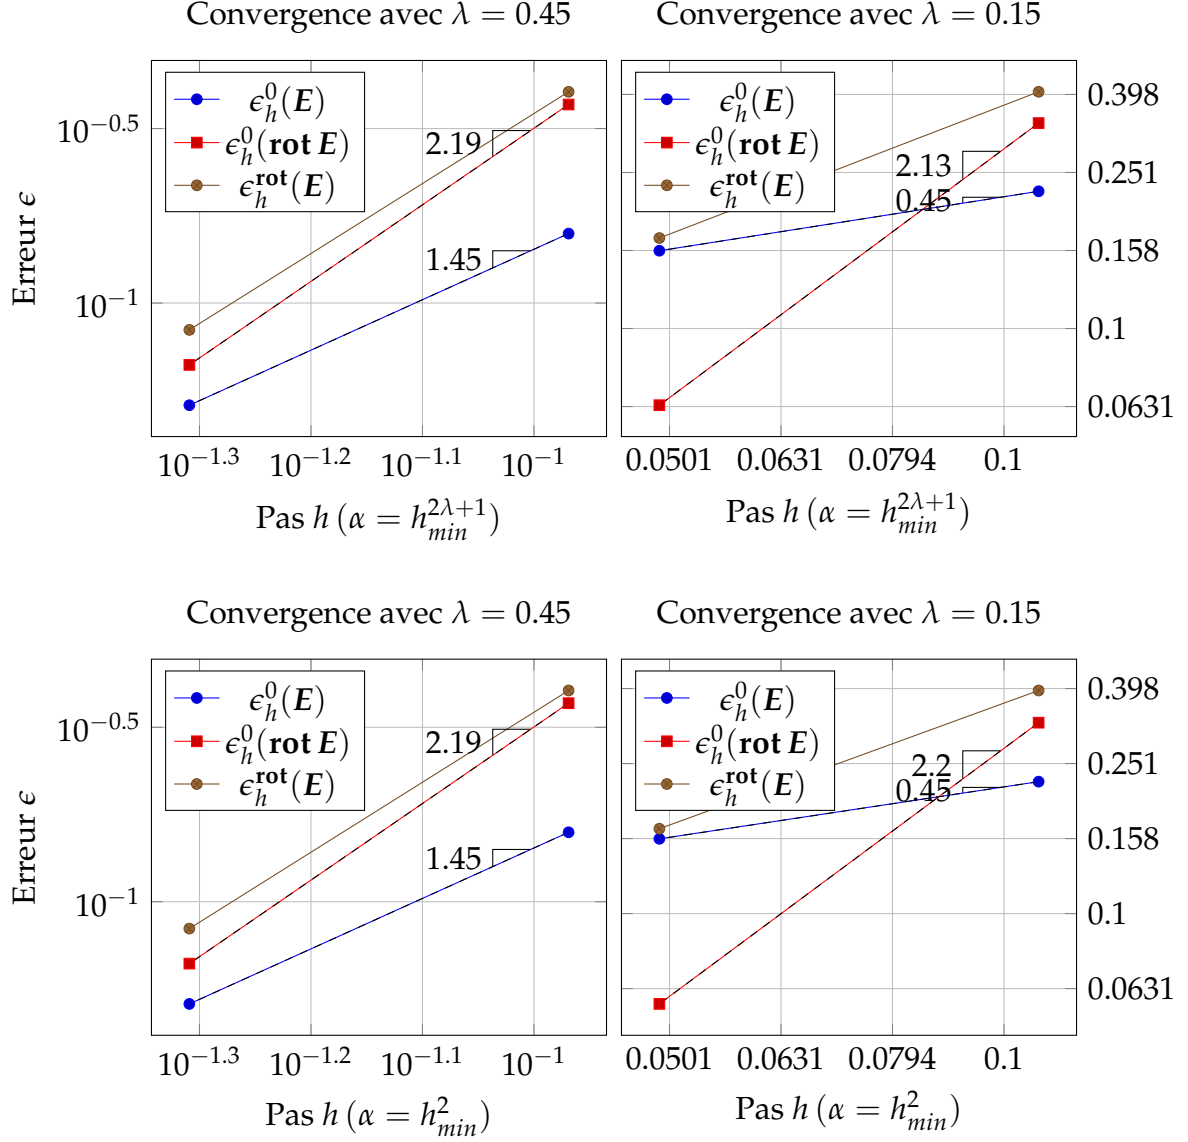 Convergence avec λ = 0.45
Convergence avec λ = 0.15
ϵ_h^0(E)
ϵ_h^0(rot E)
ϵ_h^rot(E)
2.19
1.45
10^−0.5
10^−1
Erreur ϵ
10^−1.3 10^−1.2 10^−1.1 10^−1
Pas h (α = h_min^{2λ+1})
ϵ_h^0(E)
ϵ_h^0(rot E)
ϵ_h^rot(E)
2.13
0.45
0.398
0.251
0.158
0.1
0.0631
0.0501 0.0631 0.0794 0.1
Pas h (α = h_min^{2λ+1})
Convergence avec λ = 0.45
Convergence avec λ = 0.15
ϵ_h^0(E)
ϵ_h^0(rot E)
ϵ_h^rot(E)
2.19
1.45
10^−0.5
10^−1
Erreur ϵ
10^−1.3 10^−1.2 10^−1.1 10^−1
Pas h (α = h_min^2)
ϵ_h^0(E)
ϵ_h^0(rot E)
ϵ_h^rot(E)
2.2
0.45
0.398
0.251
0.158
0.1
0.0631
0.0501 0.0631 0.0794 0.1
Pas h (α = h_min^2)